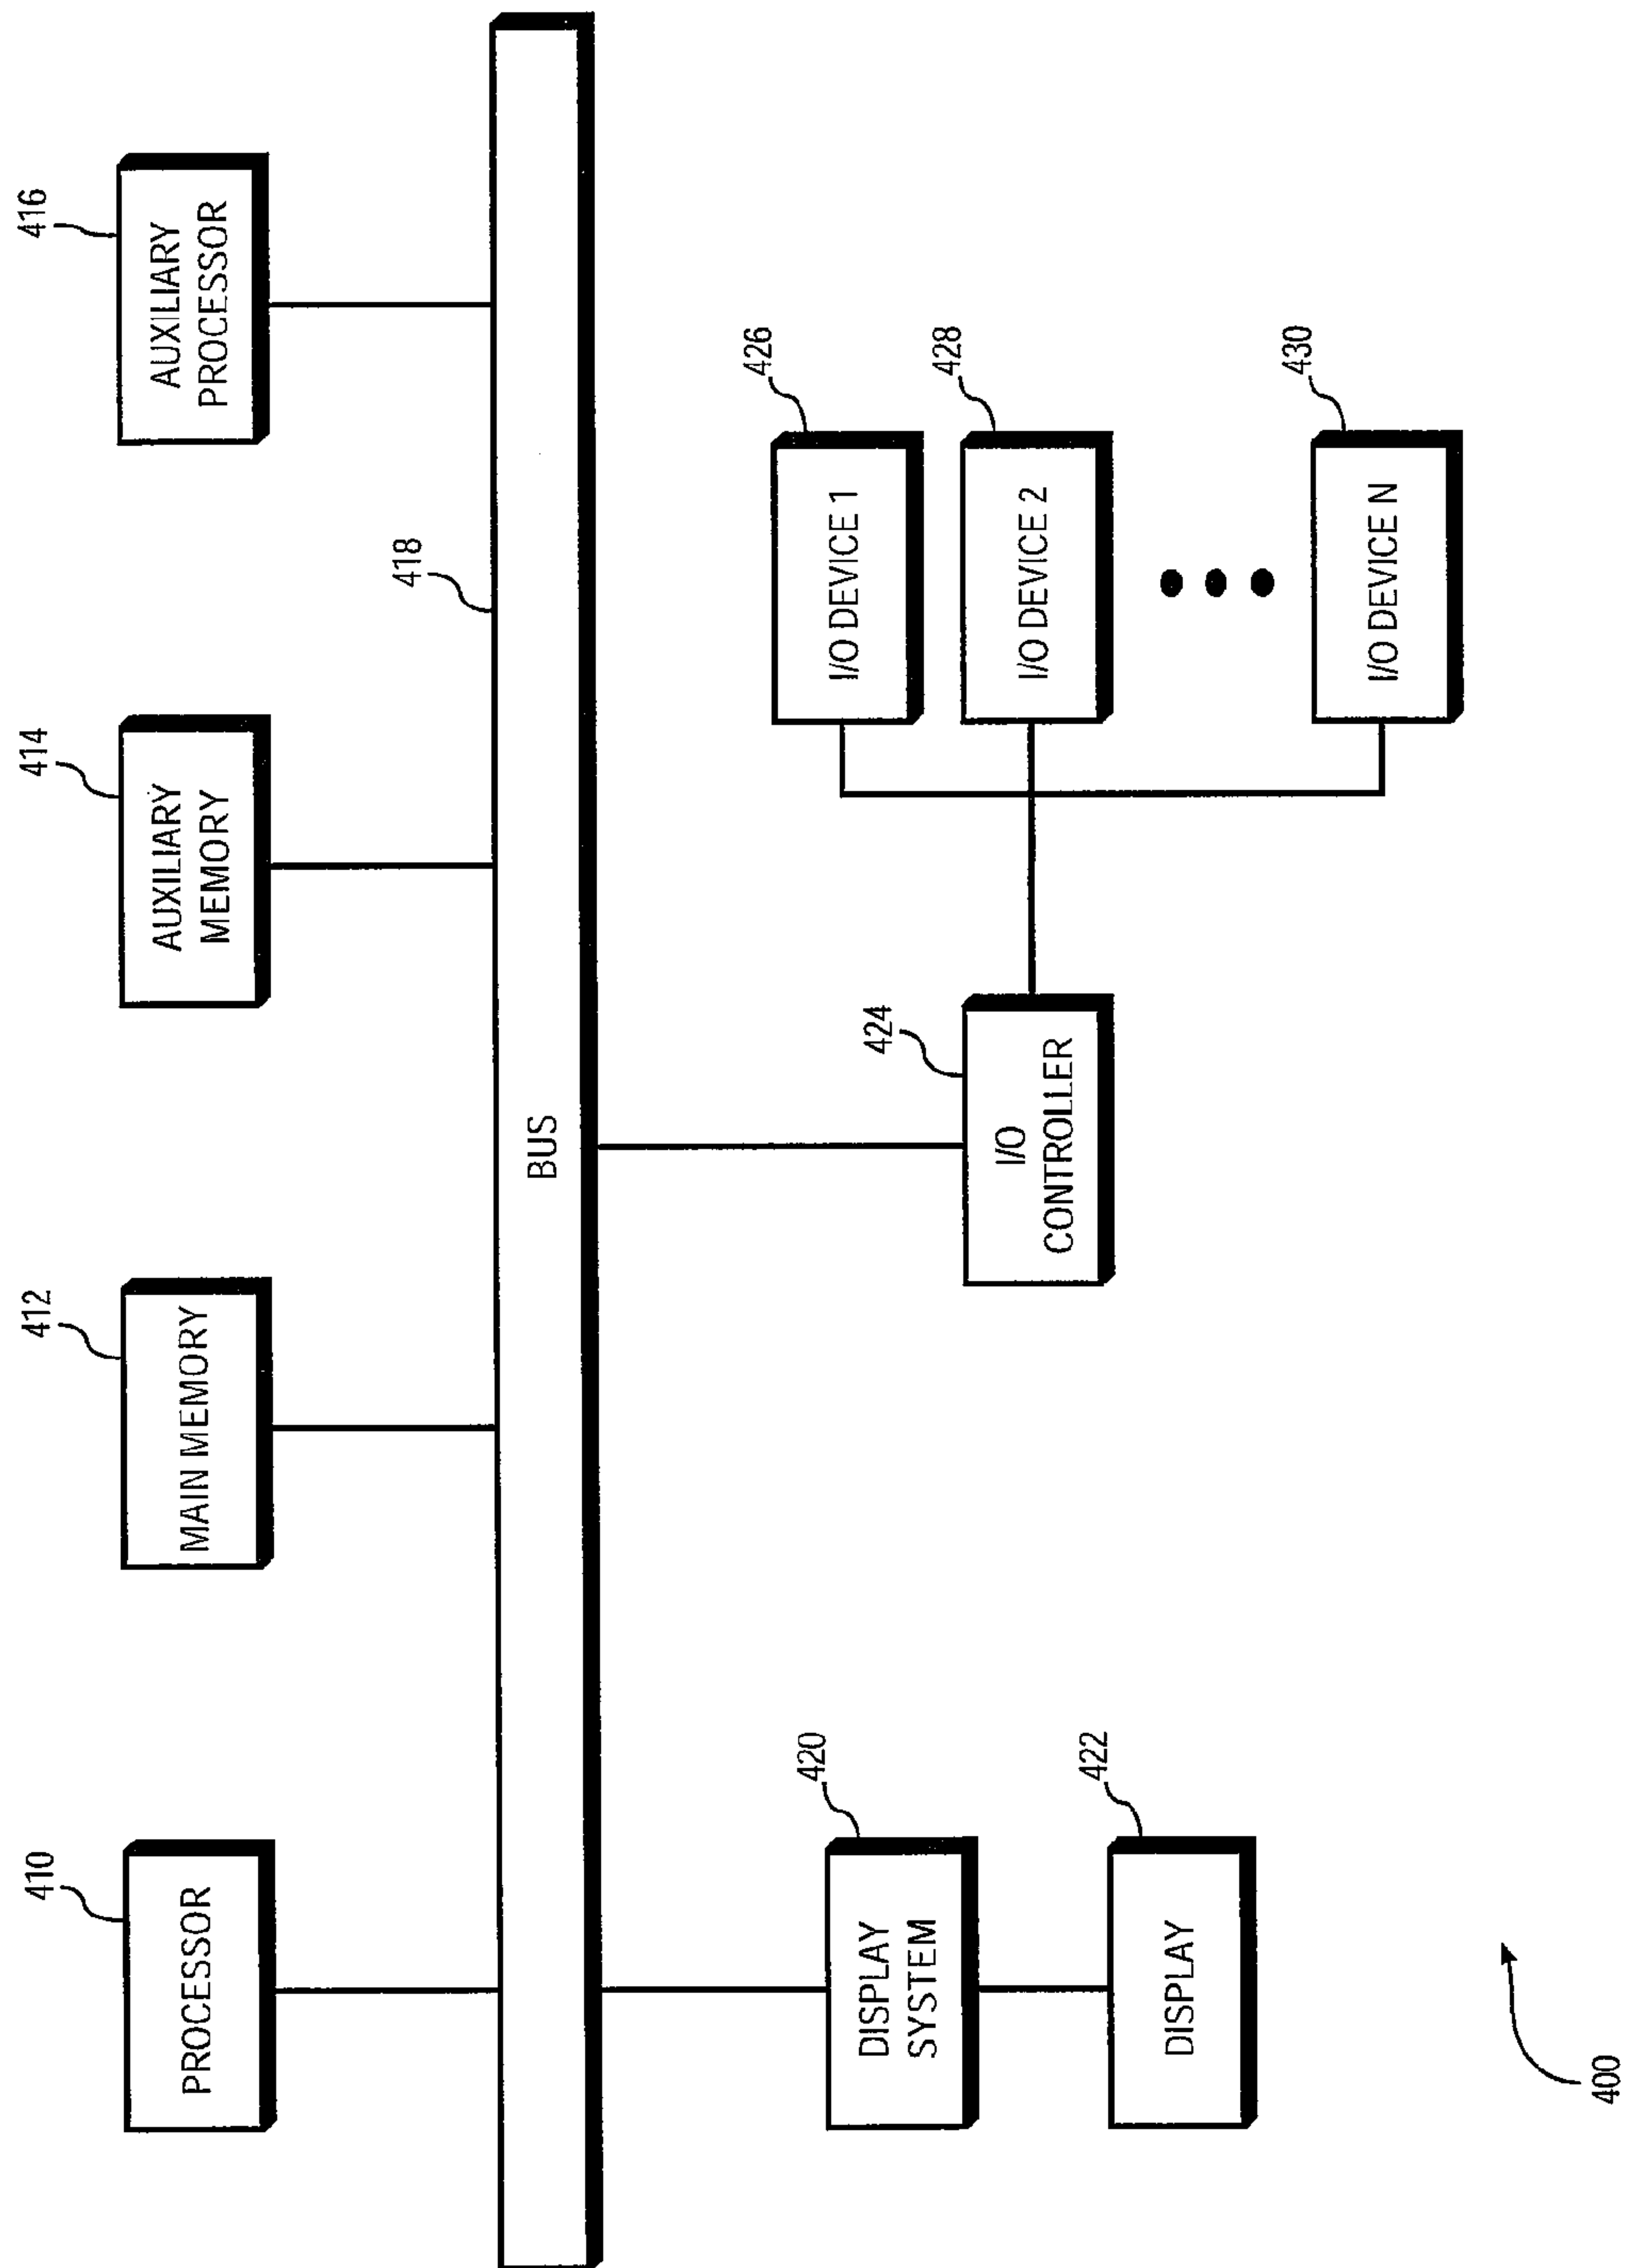 410
PROCESSOR
412
MAIN MEMORY
414
AUXILIARY
MEMORY
416
AUXILIARY
PROCESSOR
418
BUS
420
DISPLAY
SYSTEM
422
DISPLAY
424
I/O
CONTROLLER
426
I/O DEVICE 1
428
I/O DEVICE 2
430
I/O DEVICE N
400